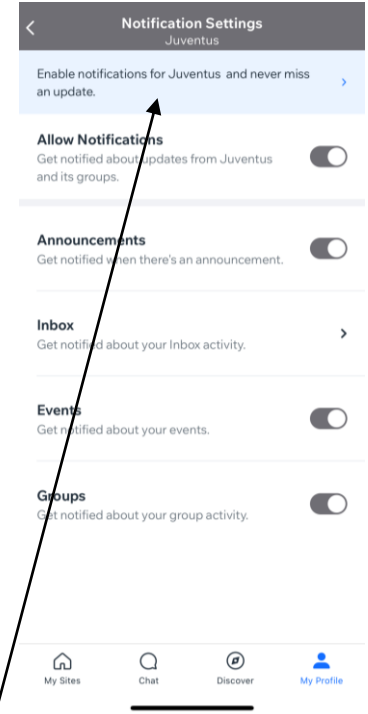 Notification Settings
Juventus
Enable notifications for Juventus and never miss
an update.
Allow Notifications
Get notified about updates from Juventus
and its groups.
Announcements
Get notified when there's an announcement.
Inbox
Get notified about your Inbox activity.
Events
Get notified about your events.
Groups
Get notified about your group activity.
My Sites Chat Discover My Profile